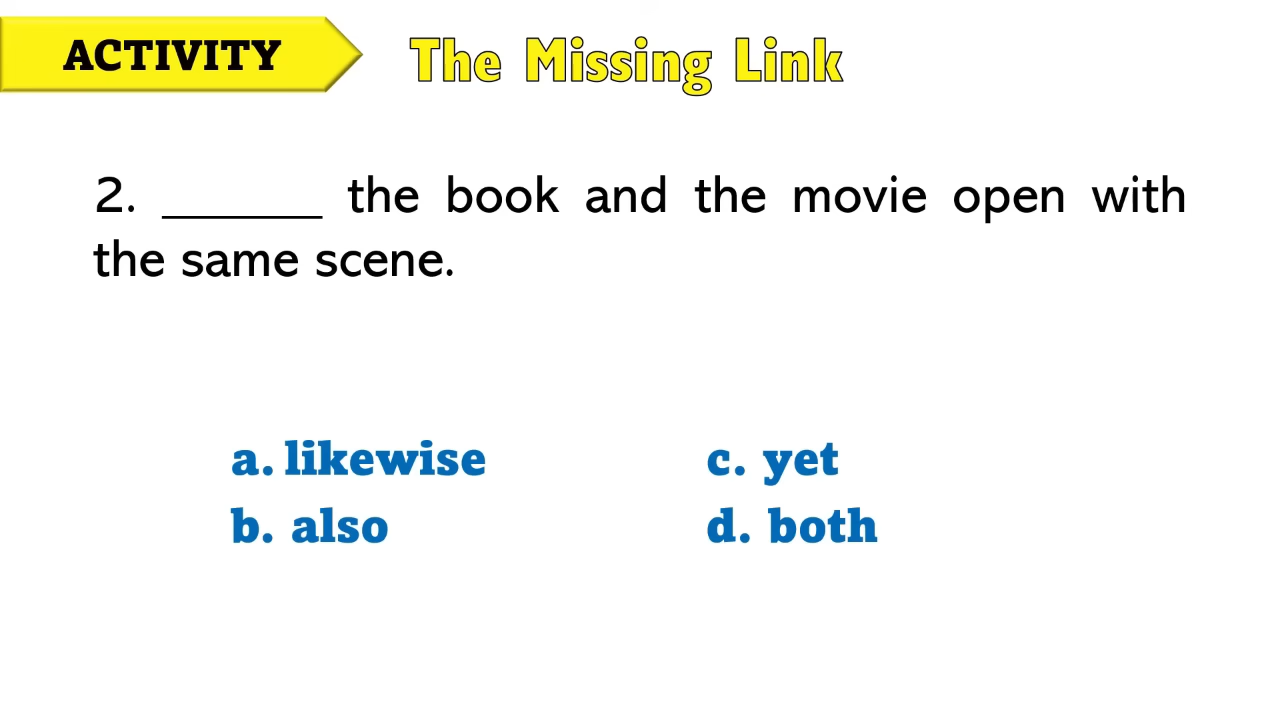 ACTIVITY
The Missing Link
2. ______ the book and the movie open with
the same scene.
a. likewise
c. yet
b. also
d. both